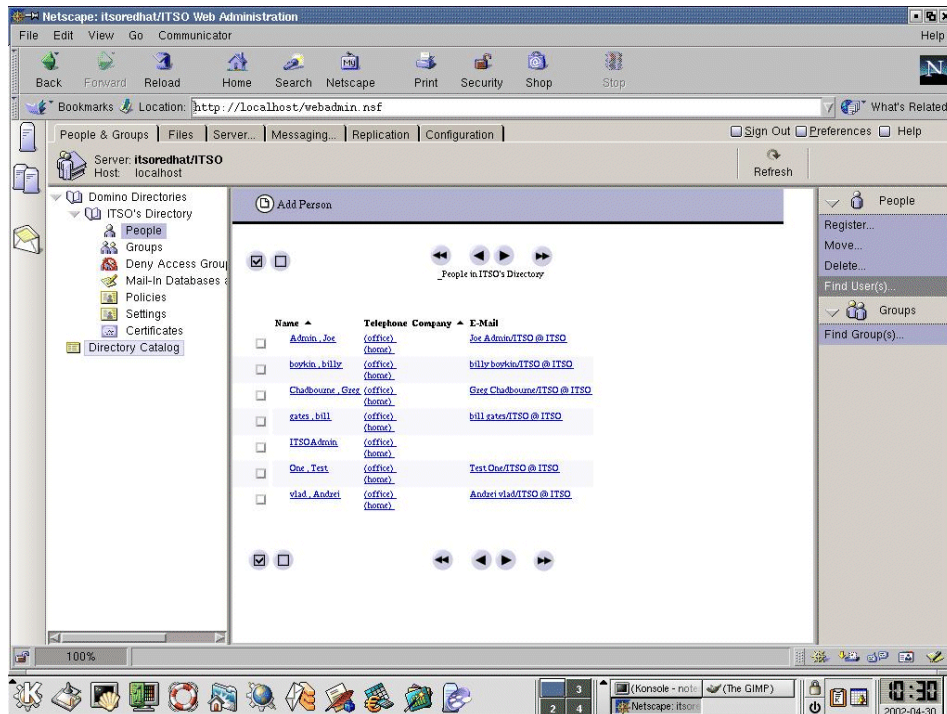 Netscape: itsoredhat/ITSO Web Administration
File Edit View Go Communicator Help
Back Forward Reload Home Search Netscape Print Security Shop Stop
N
Bookmarks Location: http://localhost/webadmin.nsf What's Related
People & Groups Files Server... Messaging... Replication Configuration Sign Out Preferences Help
Server: itsoredhat/ITSO
Host: localhost
Refresh
Domino Directories
ITSO's Directory
People
Groups
Deny Access Group
Mail-In Databases a
Policies
Settings
Certificates
Directory Catalog
Add Person
_People in ITSO's Directory
Name Telephone Company E-Mail
Admin , Joe (office) Joe Admin/ITSO @ ITSO
(home)
boykin , billy (office) billy boykin/ITSO @ ITSO
(home)
Chadbourne , Greg (office) Greg Chadbourne/ITSO @ ITSO
(home)
gates , bill (office) bill gates/ITSO @ ITSO
(home)
ITSOAdmin (office)
(home)
One , Test (office) Test One/ITSO @ ITSO
(home)
vlad , Andrei (office) Andrei vlad/ITSO @ ITSO
(home)
People
Register...
Move...
Delete...
Find User(s)...
Groups
Find Group(s)...
100%
3
2 4
(Konsole - note (The GIMP)
Netscape: itsore
10:30
2002-04-30